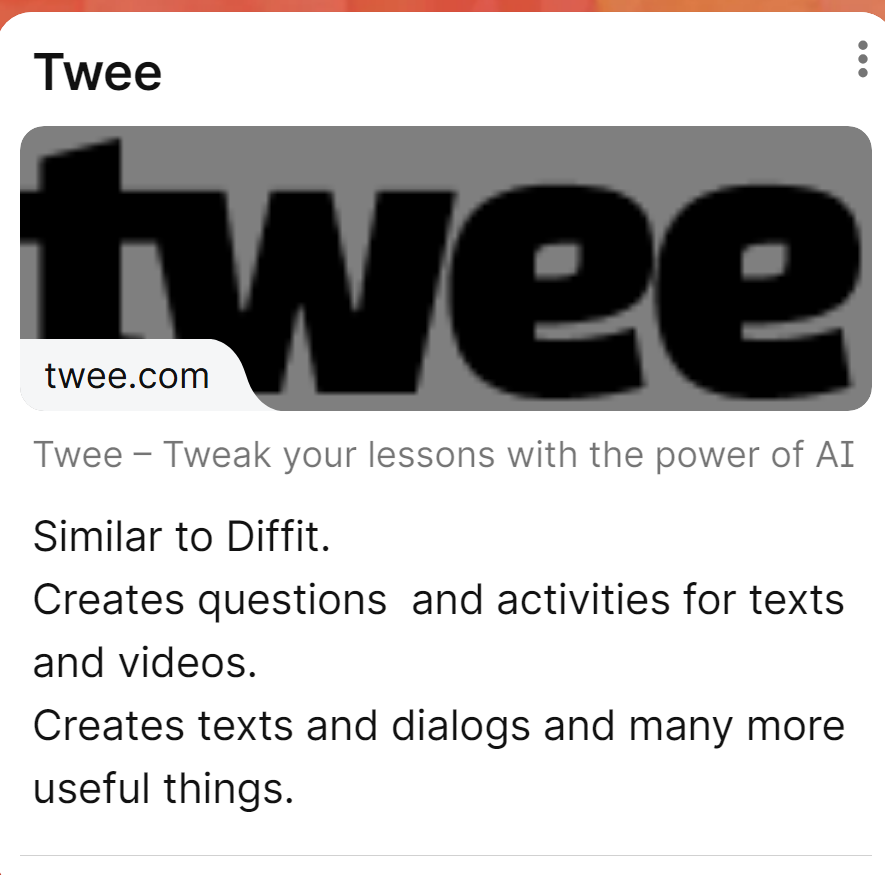 Twee
twee
twee.com
Twee – Tweak your lessons with the power of AI
Similar to Diffit.
Creates questions  and activities for texts
and videos.
Creates texts and dialogs and many more
useful things.